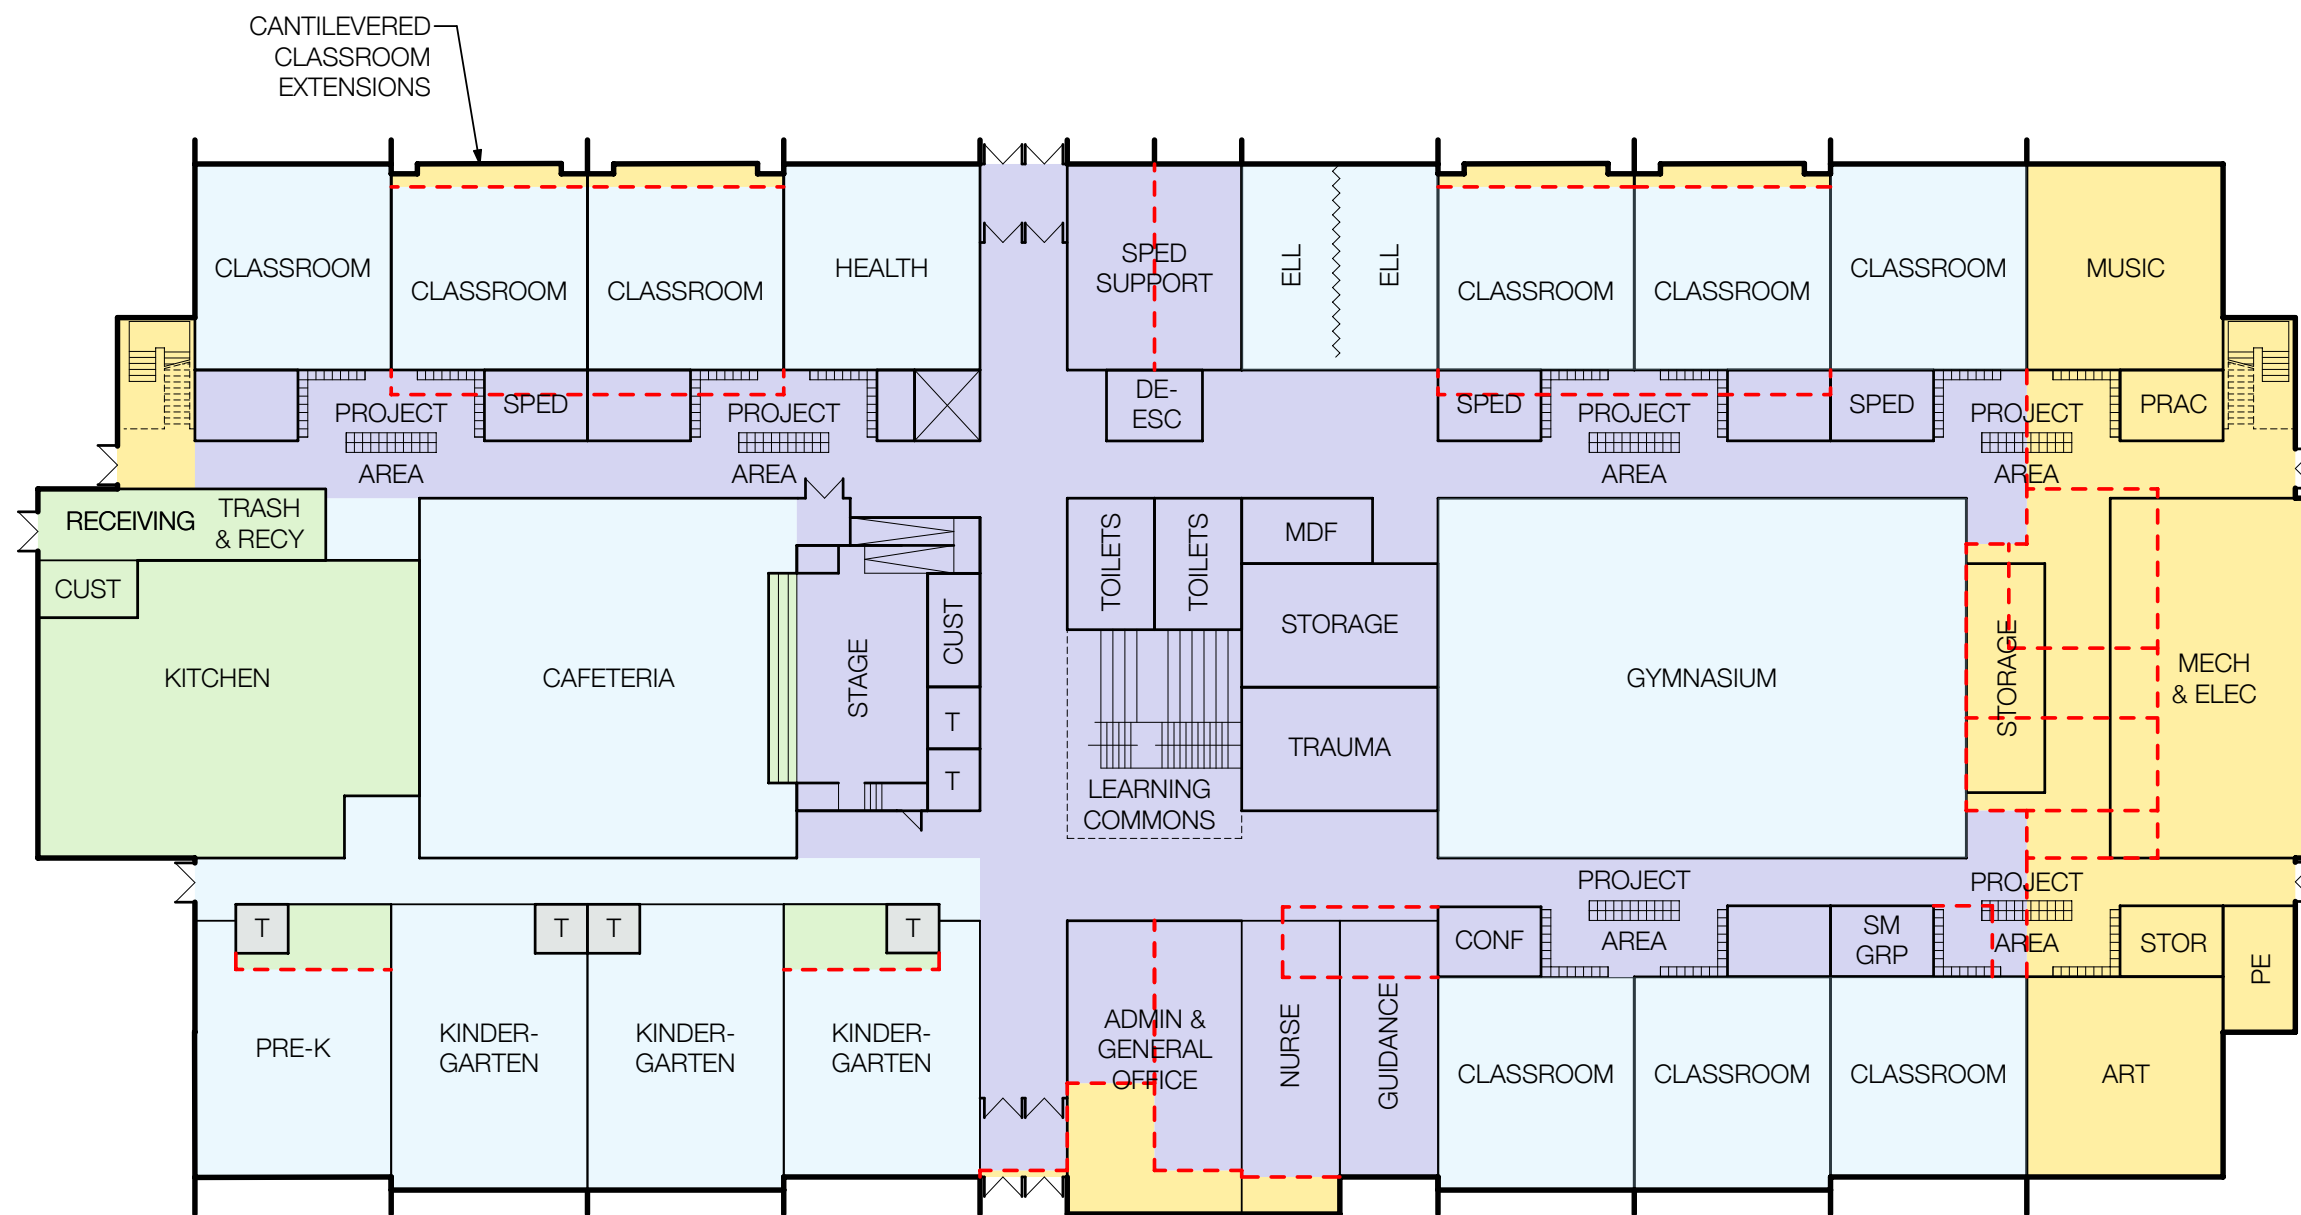 CANTILEVERED
CLASSROOM
EXTENSIONS
CLASSROOM
CLASSROOM
CLASSROOM
HEALTH
SPED
SUPPORT
ELL
ELL
CLASSROOM
CLASSROOM
CLASSROOM
MUSIC
PROJECT
AREA
SPED
PROJECT
AREA
DE-
ESC
SPED
PROJECT
AREA
SPED
PROJECT
AREA
PRAC
RECEIVING
TRASH
& RECY
CUST
KITCHEN
CAFETERIA
STAGE
CUST
T
T
TOILETS
TOILETS
MDF
STORAGE
TRAUMA
LEARNING
COMMONS
GYMNASIUM
STORAGE
MECH
& ELEC
T
T
T
T
PRE-K
KINDER-
GARTEN
KINDER-
GARTEN
KINDER-
GARTEN
ADMIN &
GENERAL
OFFICE
NURSE
GUIDANCE
CONF
PROJECT
AREA
SM
GRP
PROJECT
AREA
STOR
PE
CLASSROOM
CLASSROOM
CLASSROOM
ART